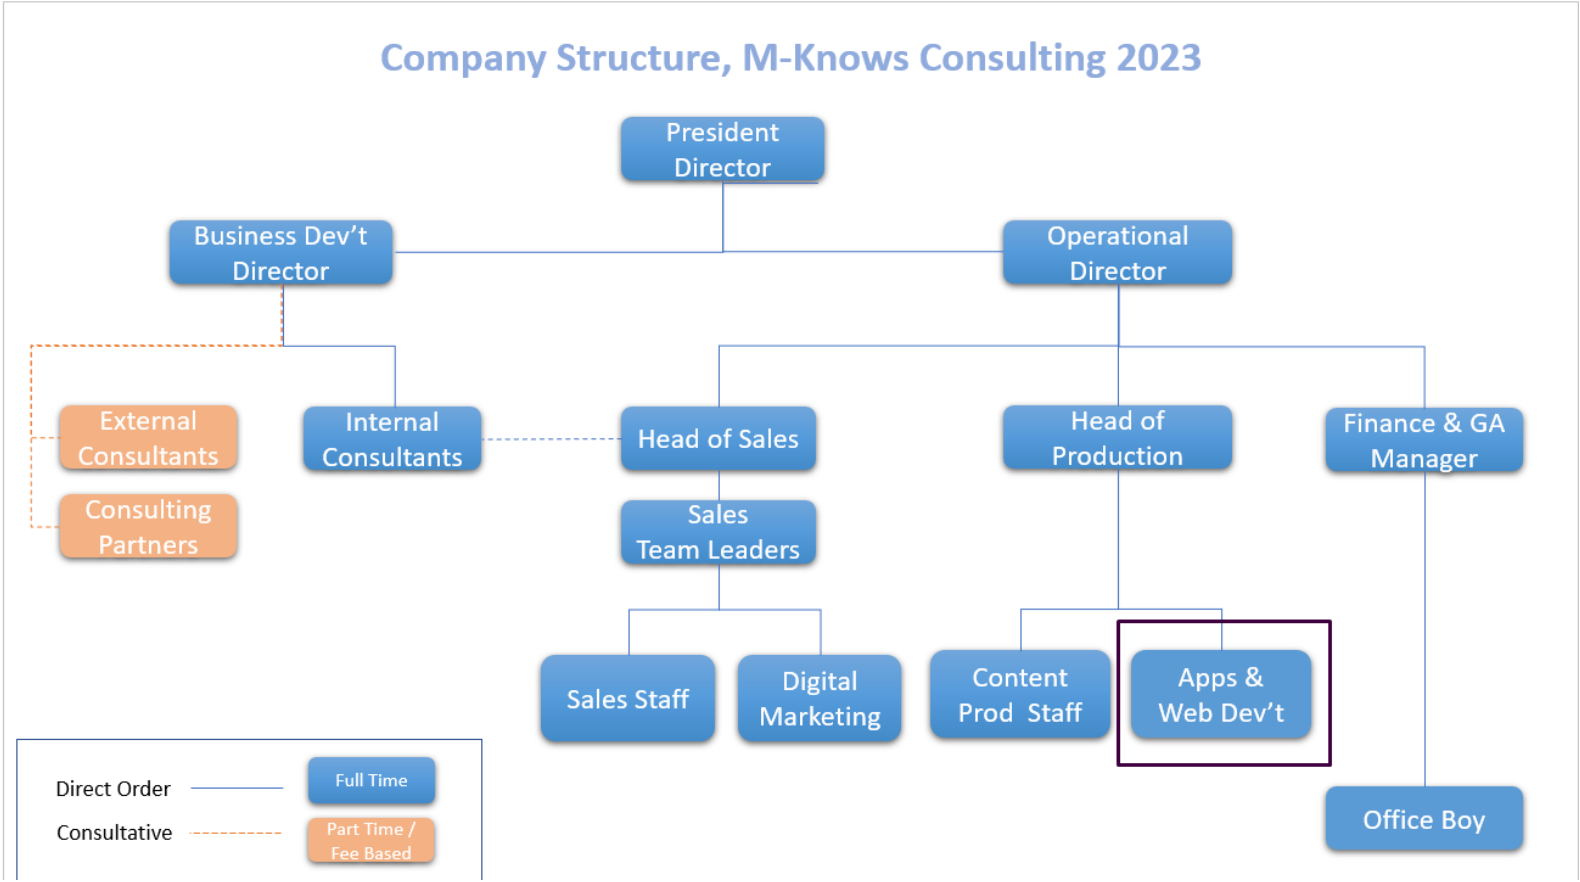 Company Structure, M-Knows Consulting 2023
President
Director
Business Dev't
Director
Operational
Director
External
Consultants
Internal
Consultants
Head of Sales
Head of
Production
Finance & GA
Manager
Consulting
Partners
Sales
Team Leaders
Sales Staff
Digital
Marketing
Content
Prod  Staff
Apps &
Web Dev't
Office Boy
Direct Order
Full Time
Consultative
Part Time /
Fee Based